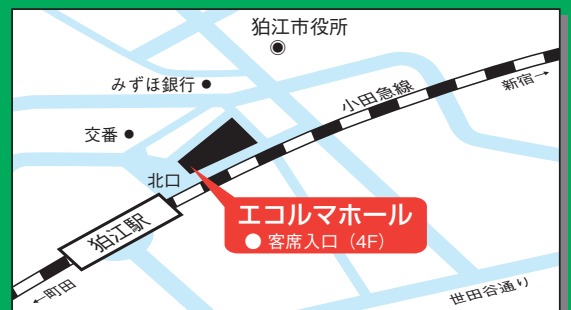 狛江市役所
みずほ銀行
小田急線
新宿→
交番
北口
エコルマホール
客席入口（4F）
狛江駅
←町田
世田谷通り